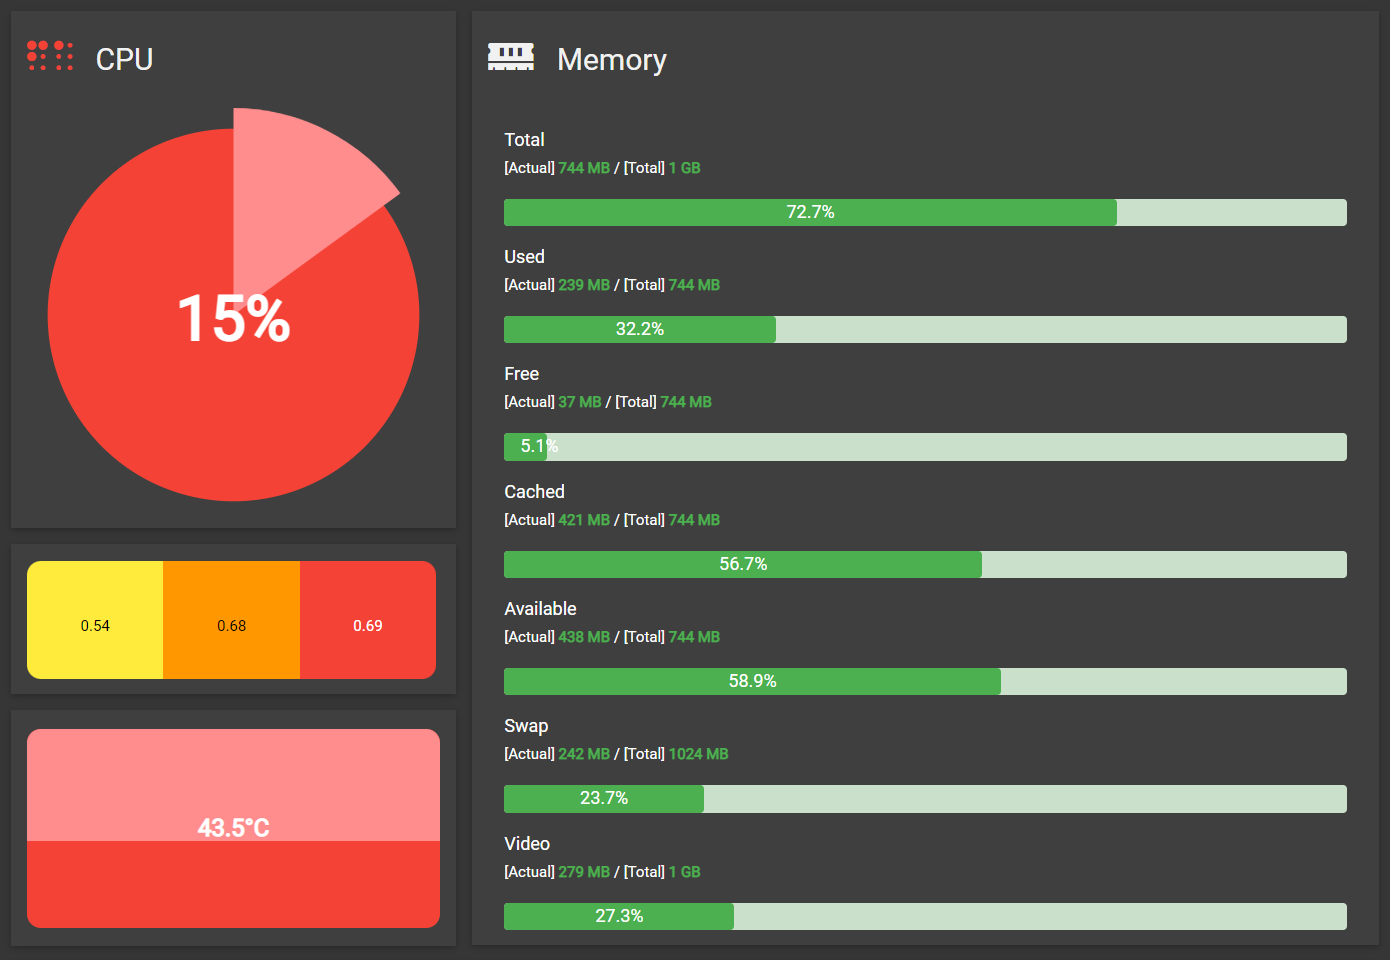 CPU
15%
0.54 0.68 0.69
43.5°C
Memory
Total
[Actual] 744 MB / [Total] 1 GB
72.7%
Used
[Actual] 239 MB / [Total] 744 MB
32.2%
Free
[Actual] 37 MB / [Total] 744 MB
5.1%
Cached
[Actual] 421 MB / [Total] 744 MB
56.7%
Available
[Actual] 438 MB / [Total] 744 MB
58.9%
Swap
[Actual] 242 MB / [Total] 1024 MB
23.7%
Video
[Actual] 279 MB / [Total] 1 GB
27.3%